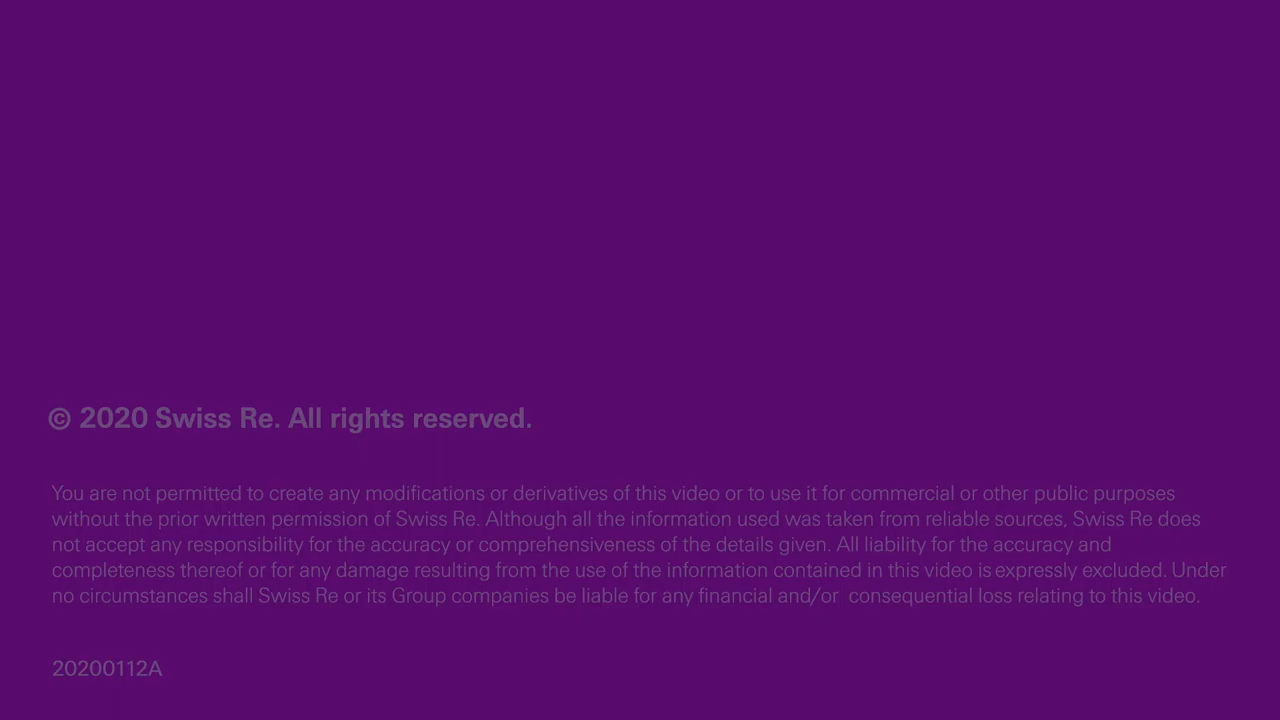 © 2020 Swiss Re. All rights reserved.
You are not permitted to create any modifications or derivatives of this video or to use it for commercial or other public purposes
without the prior written permission of Swiss Re. Although all the information used was taken from reliable sources, Swiss Re does
not accept any responsibility for the accuracy or comprehensiveness of the details given. All liability for the accuracy and
completeness thereof or for any damage resulting from the use of the information contained in this video is expressly excluded. Under
no circumstances shall Swiss Re or its Group companies be liable for any financial and/or  consequential loss relating to this video.
20200112A